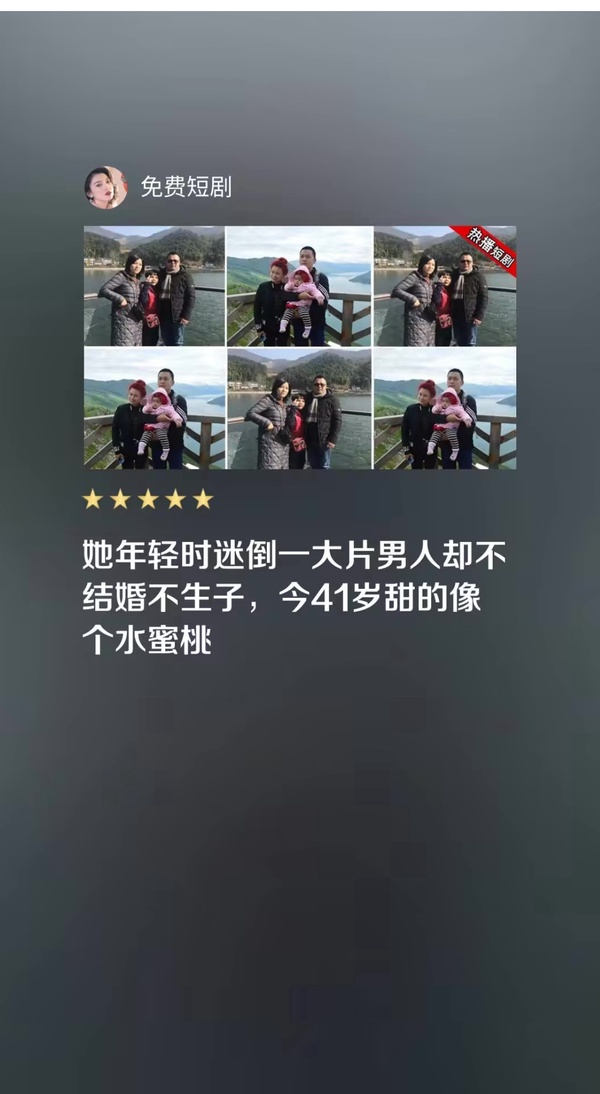 免费短剧
热播短剧
她年轻时迷倒一大片男人却不
结婚不生子，今41岁甜的像
个水蜜桃